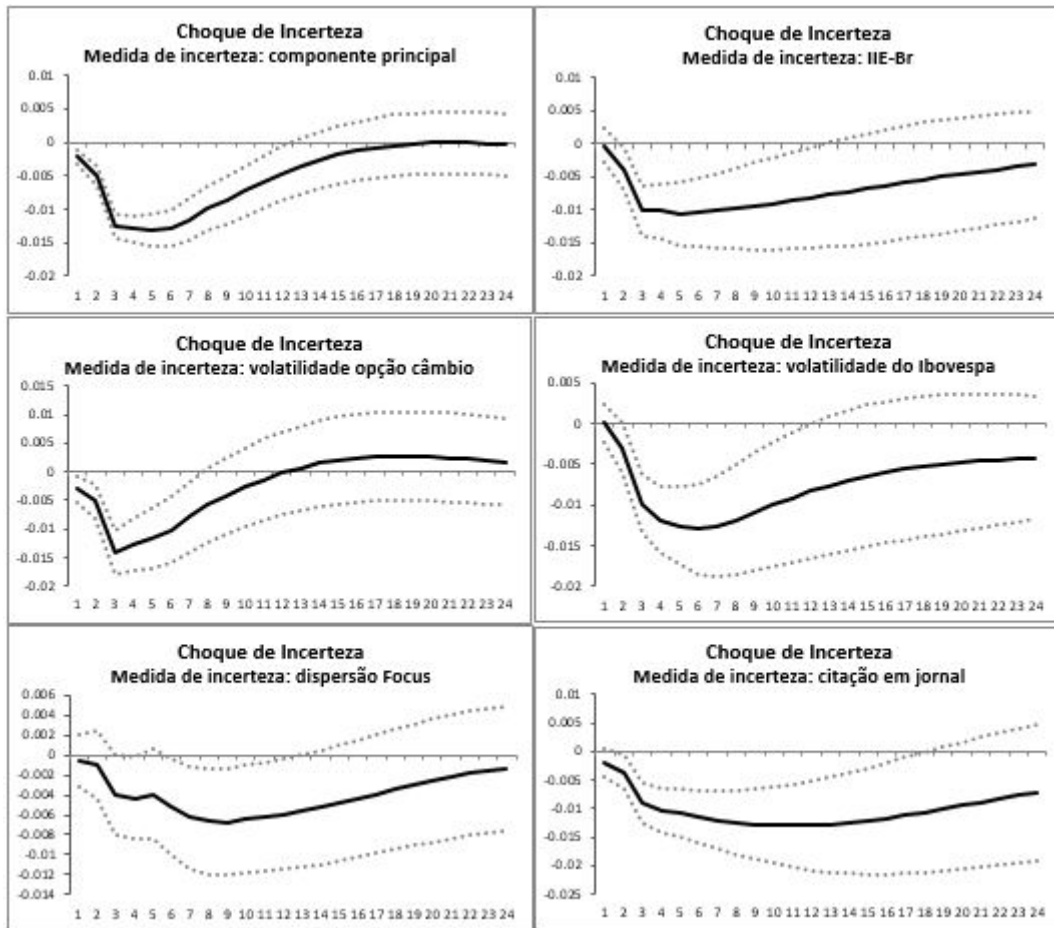 Choque de Incerteza
Medida de incerteza: componente principal
0.01
0.005
0
-0.005
-0.01
-0.015
-0.02
1 2 3 4 5 6 7 8 9 10 11 12 13 14 15 16 17 18 19 20 21 22 23 24
Choque de Incerteza
Medida de incerteza: IIE-Br
0.01
0.005
0
-0.005
-0.01
-0.015
-0.02
1 2 3 4 5 6 7 8 9 10 11 12 13 14 15 16 17 18 19 20 21 22 23 24
Choque de Incerteza
Medida de incerteza: volatilidade opção câmbio
0.015
0.01
0.005
0
-0.005
-0.01
-0.015
-0.02
1 2 3 4 5 6 7 8 9 10 11 12 13 14 15 16 17 18 19 20 21 22 23 24
Choque de Incerteza
Medida de incerteza: volatilidade do Ibovespa
0.005
0
-0.005
-0.01
-0.015
-0.02
1 2 3 4 5 6 7 8 9 10 11 12 13 14 15 16 17 18 19 20 21 22 23 24
Choque de Incerteza
Medida de incerteza: dispersão Focus
0.006
0.004
0.002
0
-0.002
-0.004
-0.006
-0.008
-0.01
-0.012
-0.014
1 2 3 4 5 6 7 8 9 10 11 12 13 14 15 16 17 18 19 20 21 22 23 24
Choque de Incerteza
Medida de incerteza: citação em jornal
0.01
0.005
0
-0.005
-0.01
-0.015
-0.02
-0.025
1 2 3 4 5 6 7 8 9 10 11 12 13 14 15 16 17 18 19 20 21 22 23 24